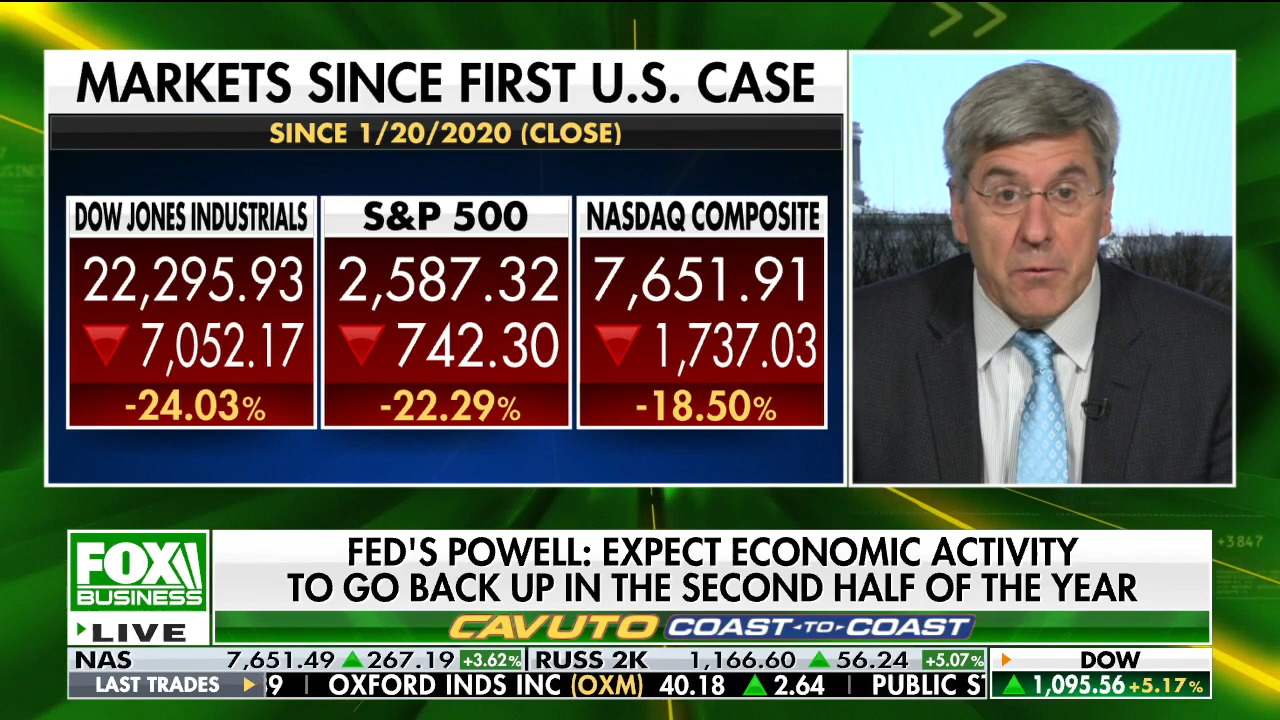 MARKETS SINCE FIRST U.S. CASE
SINCE 1/20/2020 (CLOSE)
DOW JONES INDUSTRIALS
22,295.93
7,052.17
-24.03%
S&P 500
2,587.32
742.30
-22.29%
NASDAQ COMPOSITE
7,651.91
1,737.03
-18.50%
+3847
FOX
BUSINESS
LIVE
FED'S POWELL: EXPECT ECONOMIC ACTIVITY
TO GO BACK UP IN THE SECOND HALF OF THE YEAR
CAVUTO COAST-TO-COAST
NAS 7,651.49 267.19 +3.62% RUSS 2K 1,166.60 56.24 +5.07% DOW
LAST TRADES 9 | OXFORD INDS INC (OXM) 40.18 2.64 | PUBLIC ST 1,095.56 +5.17%